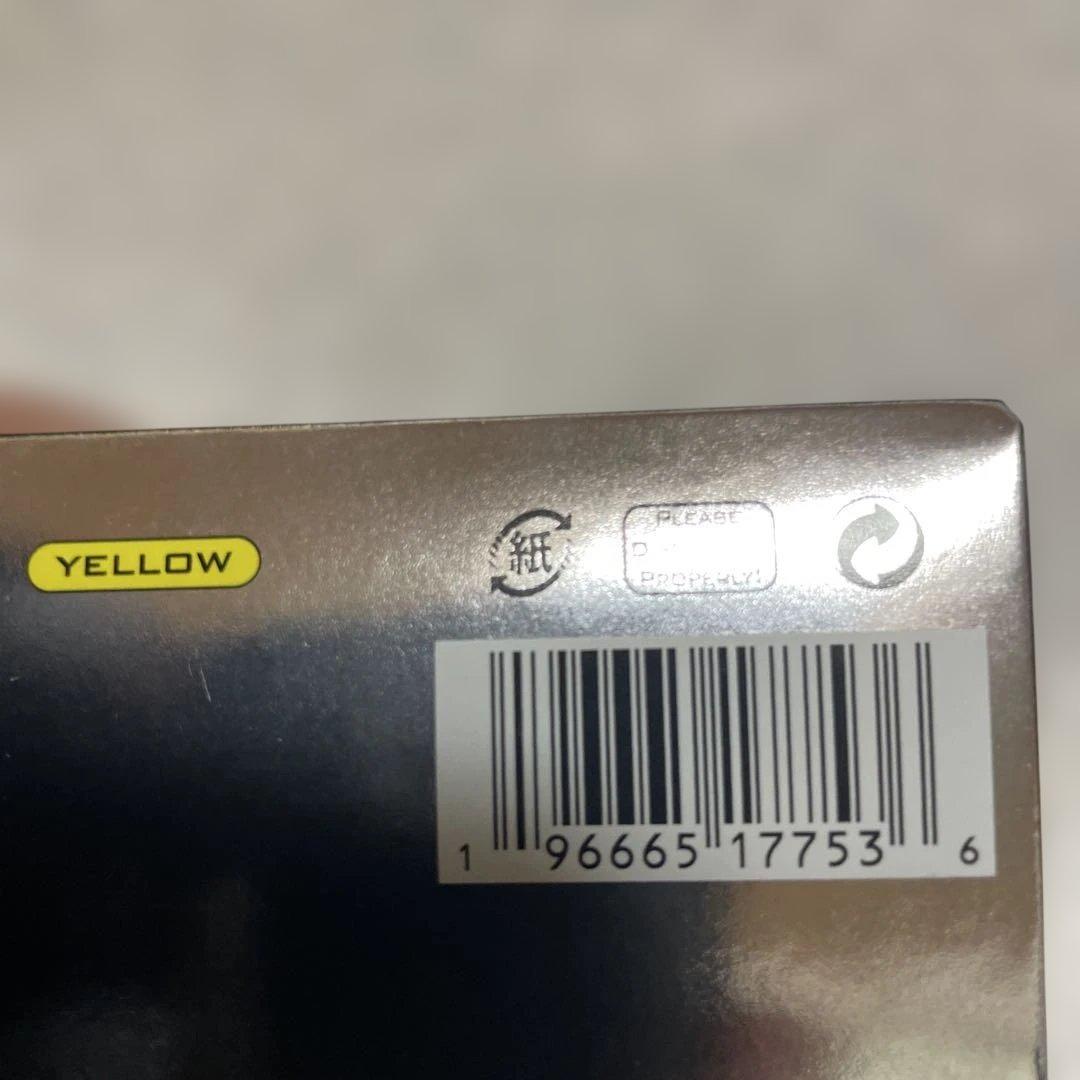 YELLOW
紙
PLEASE
PROPERLY!
1 96665 17753 6